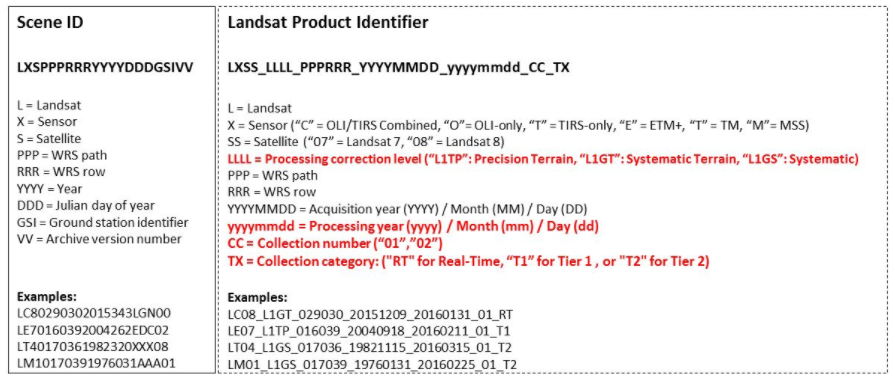 Scene ID
LXSPPPRRRYYYYDDDGSIVV
L = Landsat
X = Sensor
S = Satellite
PPP = WRS path
RRR = WRS row
YYYY = Year
DDD = Julian day of year
GSI = Ground station identifier
VV = Archive version number
Examples:
LC80290302015343LGN00
LE70160392004262EDC02
LT40170361982320XXX08
LM10170391976031AAA01
Landsat Product Identifier
LXSS_LLLL_PPPRRR_YYYYMMDD_yyyymmdd_CC_TX
L = Landsat
X = Sensor (“C” = OLI/TIRS Combined, “O”= OLI-only, “T” = TIRS-only, “E” = ETM+, “T” = TM, “M”= MSS)
SS = Satellite (“07” = Landsat 7, “08” = Landsat 8)
LLLL = Processing correction level (“L1TP”: Precision Terrain, “L1GT”: Systematic Terrain, “L1GS”: Systematic)
PPP = WRS path
RRR = WRS row
YYYYMMDD = Acquisition year (YYYY) / Month (MM) / Day (DD)
yyyymmdd = Processing year (yyyy) / Month (mm) / Day (dd)
CC = Collection number (“01”,”02”)
TX = Collection category: ("RT" for Real-Time, “T1” for Tier 1 , or "T2" for Tier 2)
Examples:
LC08_L1GT_029030_20151209_20160131_01_RT
LE07_L1TP_016039_20040918_20160211_01_T1
LT04_L1GS_017036_19821115_20160315_01_T2
LM01_L1GS_017039_19760131_20160225_01_T2